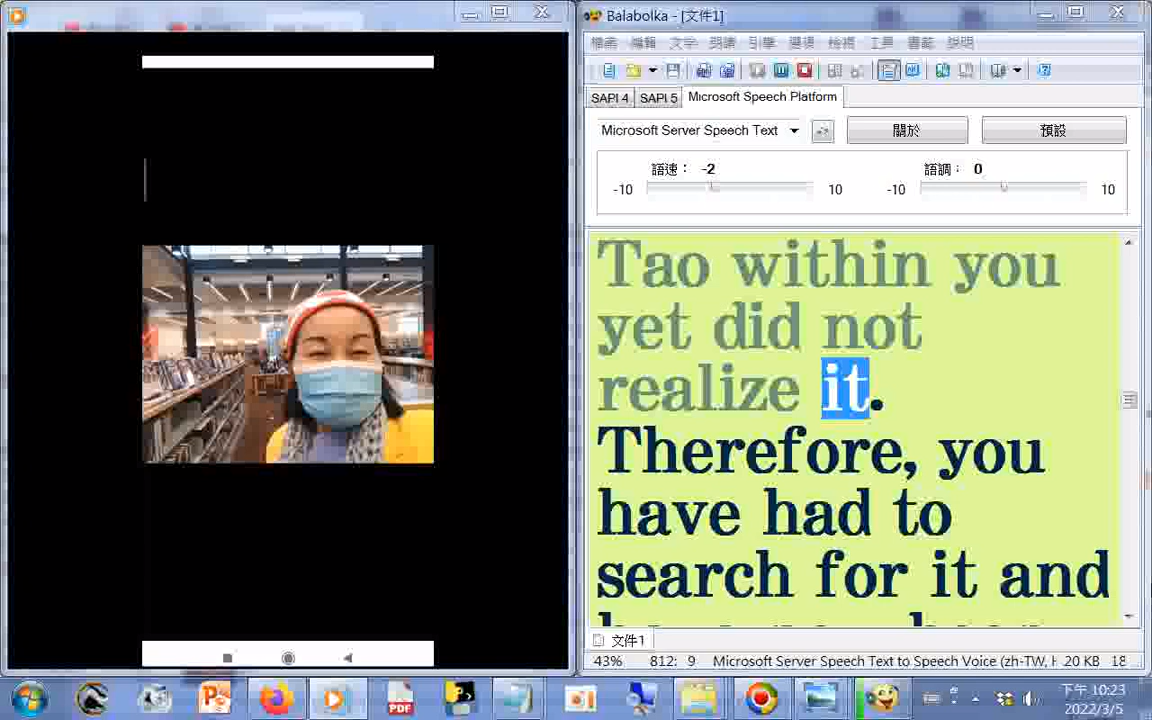 Balabolka - [文件1]
檔案 編輯 文字 朗讀 引擎 選項 檢視 工具 書籤 說明
SAPI 4 SAPI 5 Microsoft Speech Platform
Microsoft Server Speech Text 關於 預設
語速: -2 語調: 0
-10 10 -10 10
Tao within you
yet did not
realize it.
Therefore, you
have had to
search for it and
文件1
43% 812: 9 Microsoft Server Speech Text to Speech Voice (zh-TW, H 20 KB 18
下午 10:23
2022/3/5